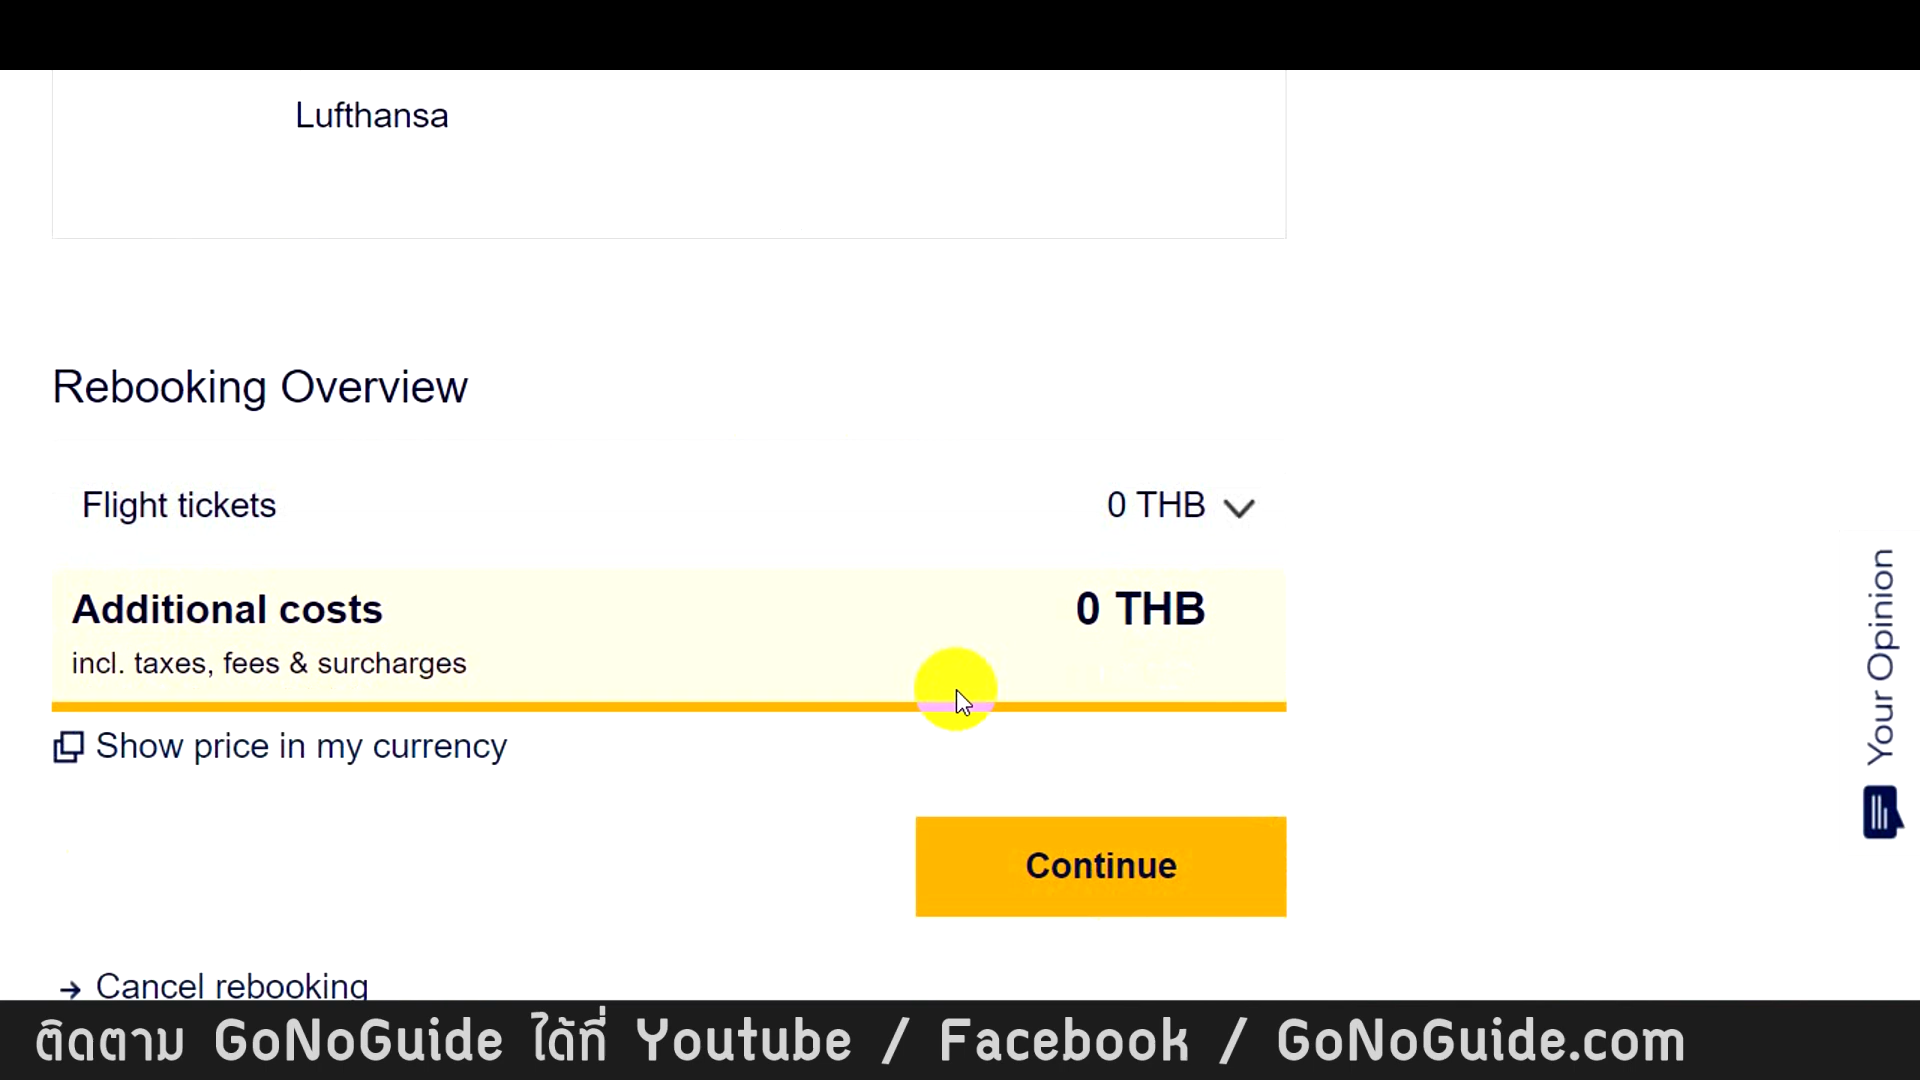 Lufthansa
Rebooking Overview
Flight tickets 0 THB
Additional costs 0 THB
incl. taxes, fees & surcharges
Show price in my currency
Your Opinion
Continue
Cancel rebooking
ติดตาม GoNoGuide ได้ที่ Youtube / Facebook / GoNoGuide.com